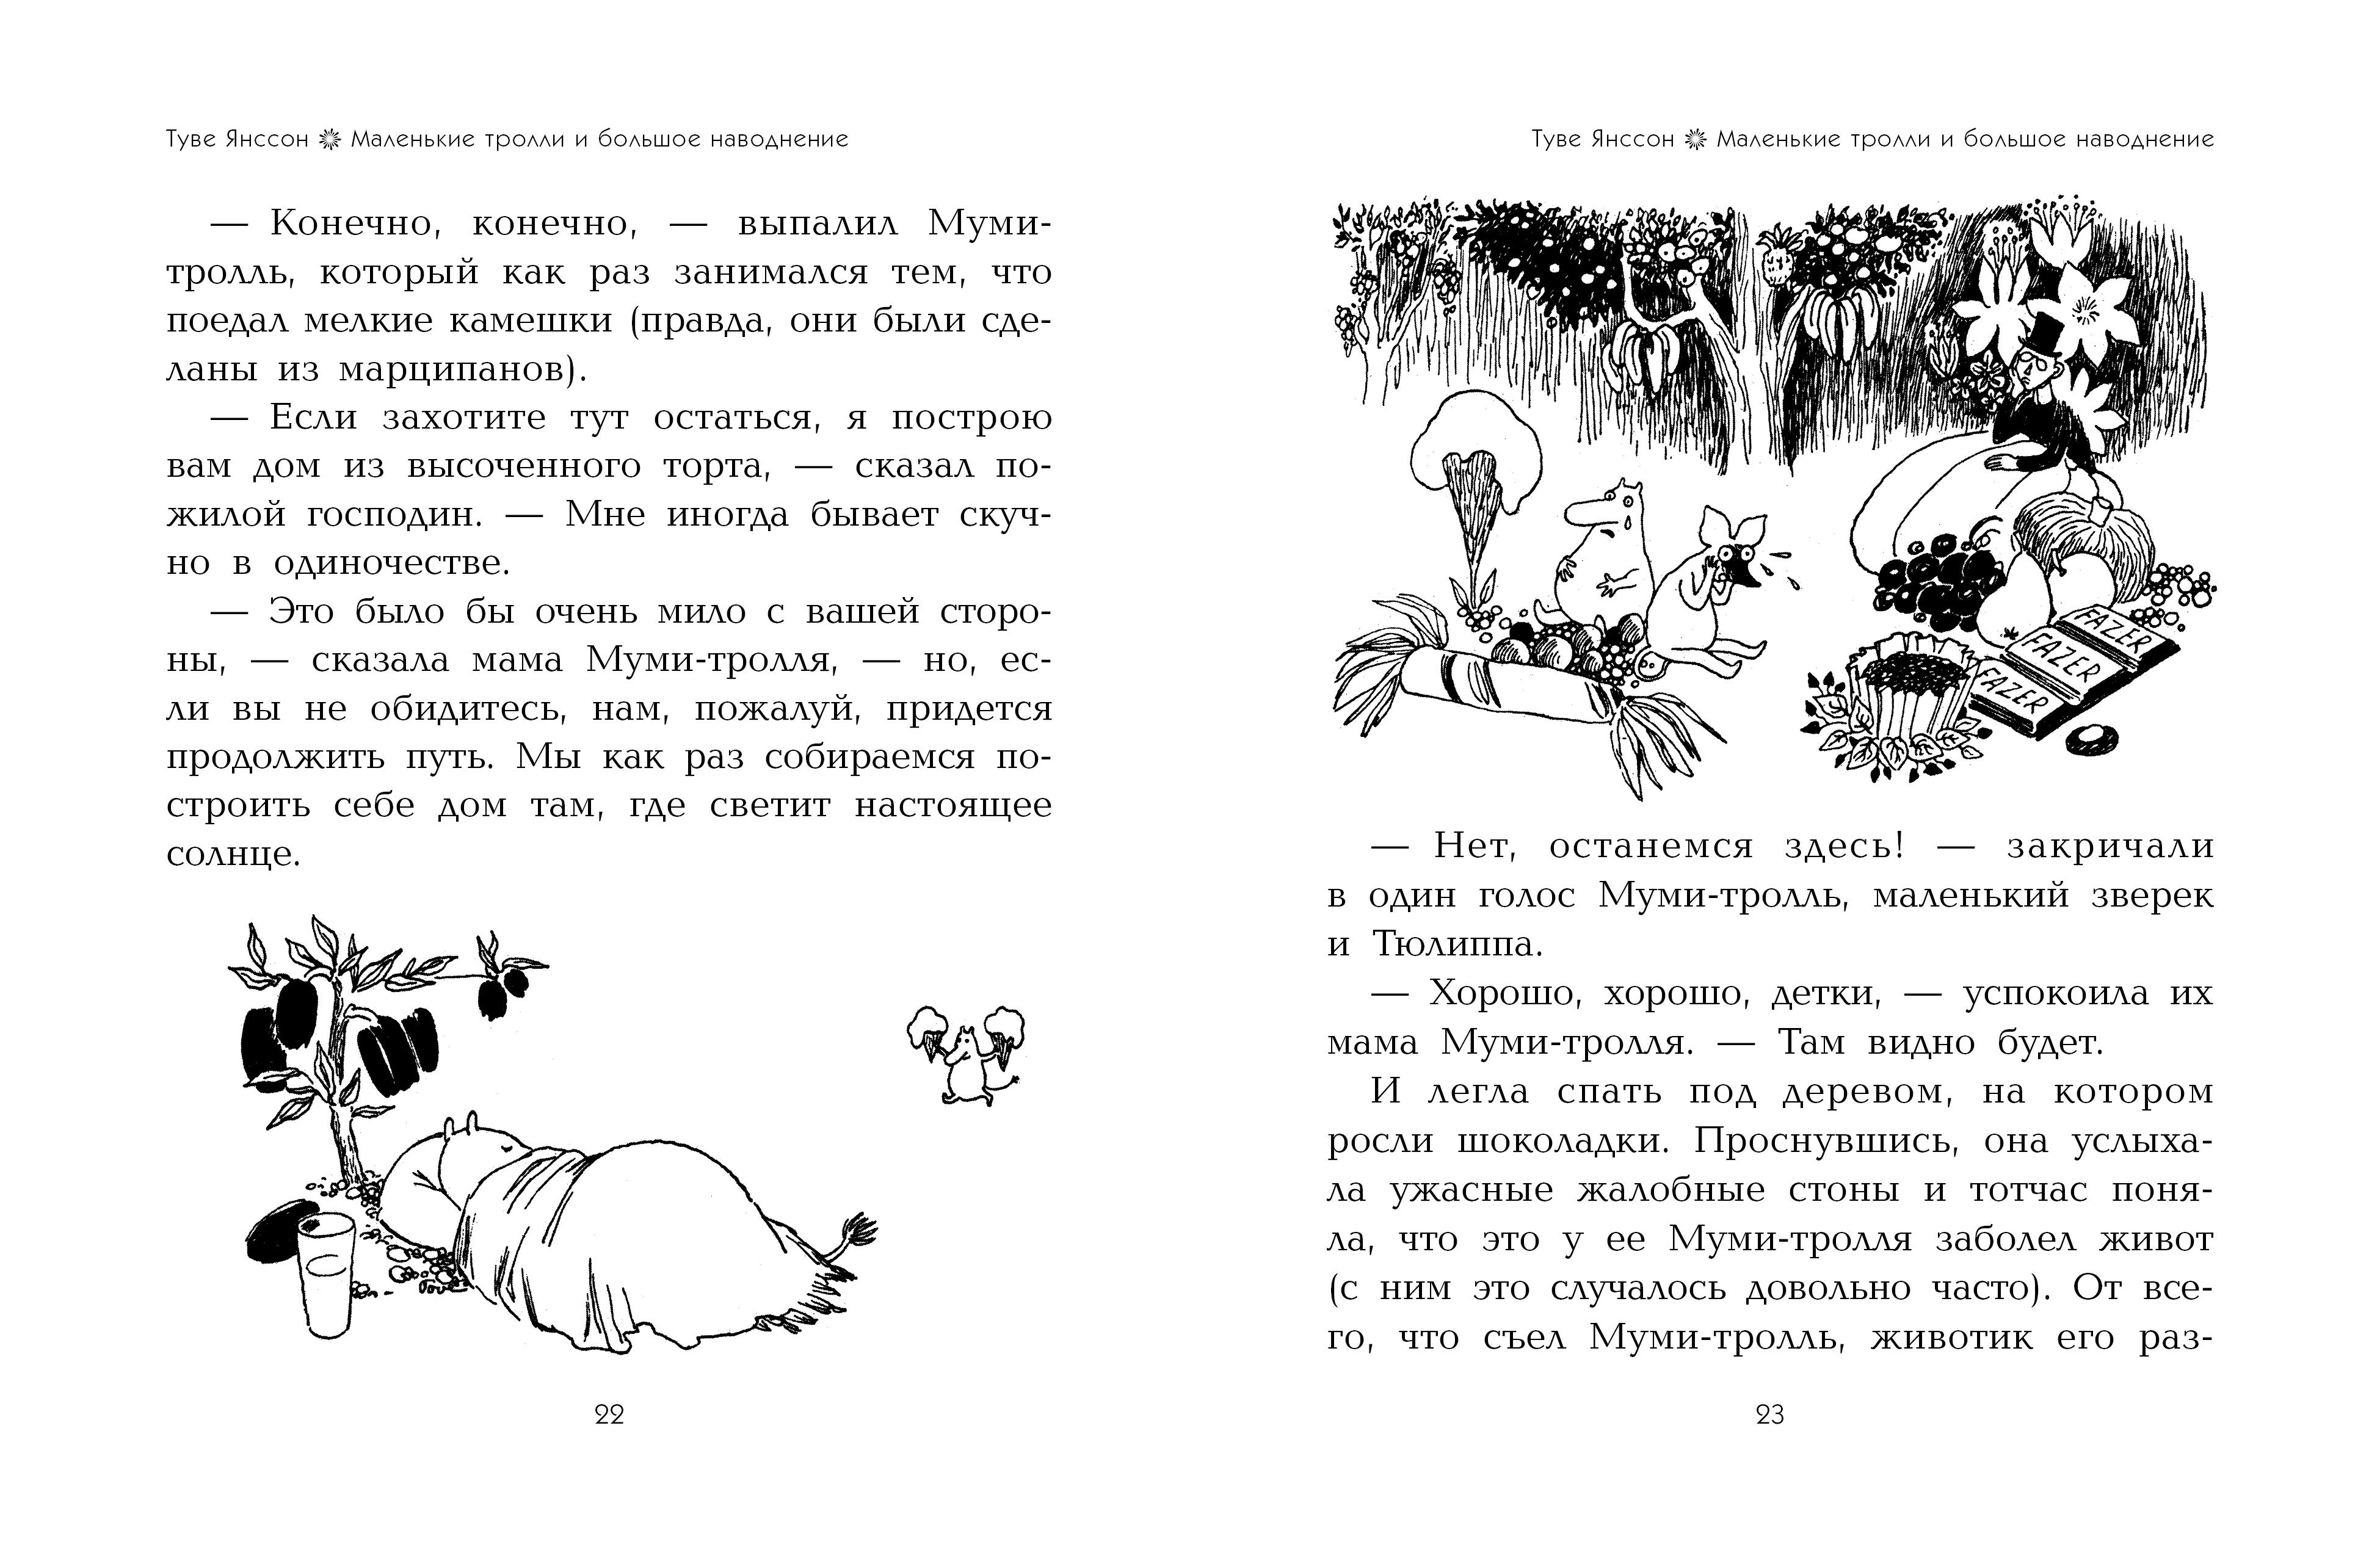 Туве Янссон ✺ Маленькие тролли и большое наводнение
— Конечно, конечно, — выпалил Муми-
тролль, который как раз занимался тем, что
поедал мелкие камешки (правда, они были сде-
ланы из марципанов).
— Если захотите тут остаться, я построю
вам дом из высоченного торта, — сказал по-
жилой господин. — Мне иногда бывает скуч-
но в одиночестве.
— Это было бы очень мило с вашей сторо-
ны, — сказала мама Муми-тролля, — но, ес-
ли вы не обидитесь, нам, пожалуй, придется
продолжить путь. Мы как раз собираемся по-
строить себе дом там, где светит настоящее
солнце.
22
Туве Янссон ✺ Маленькие тролли и большое наводнение
FAZER
FAZER
FAZER
— Нет, останемся здесь! — закричали
в один голос Муми-тролль, маленький зверек
и Тюлиппа.
— Хорошо, хорошо, детки, — успокоила их
мама Муми-тролля. — Там видно будет.
И легла спать под деревом, на котором
росли шоколадки. Проснувшись, она услыха-
ла ужасные жалобные стоны и тотчас поня-
ла, что это у ее Муми-тролля заболел живот
(с ним это случалось довольно часто). От все-
го, что съел Муми-тролль, животик его раз-
23